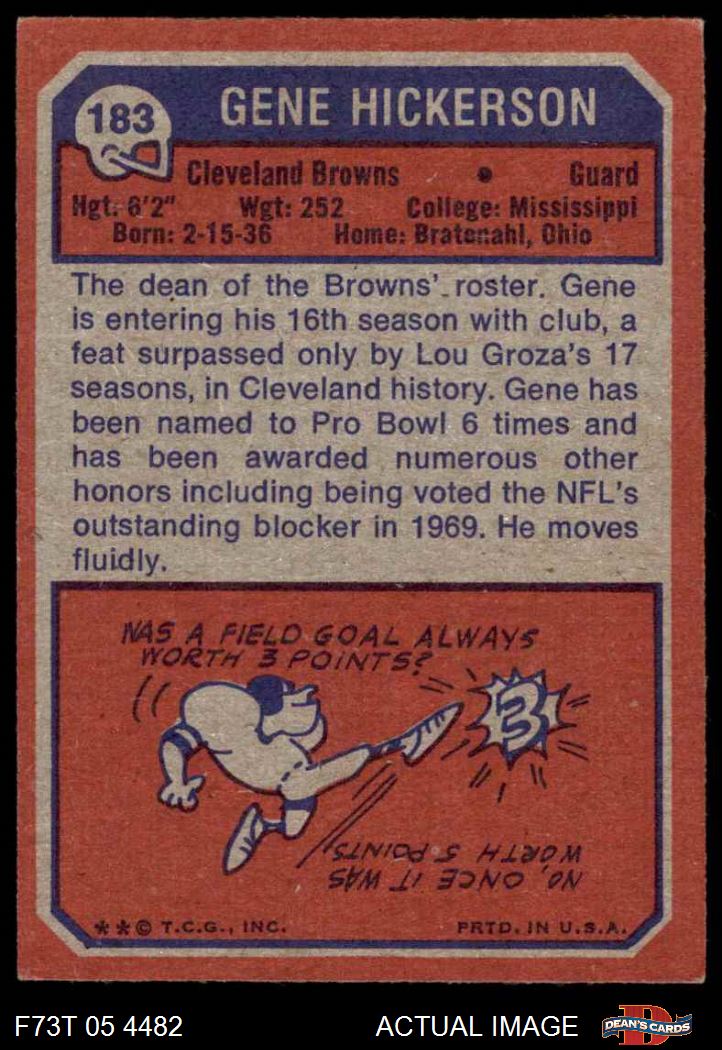 183
GENE HICKERSON
Cleveland Browns • Guard
Hgt: 6'2" Wgt: 252 College: Mississippi
Born: 2-15-36 Home: Bratenahl, Ohio
The dean of the Browns' roster. Gene
is entering his 16th season with club, a
feat surpassed only by Lou Groza's 17
seasons, in Cleveland history. Gene has
been named to Pro Bowl 6 times and
has been awarded numerous other
honors including being voted the NFL's
outstanding blocker in 1969. He moves
fluidly.
WAS A FIELD GOAL ALWAYS
WORTH 3 POINTS?
3
NO, ONCE IT WAS
WORTH 5 POINTS
**© T.C.G., INC. PRTD. IN U.S.A.
F73T 05 4482 ACTUAL IMAGE
D
DEAN'S CARDS